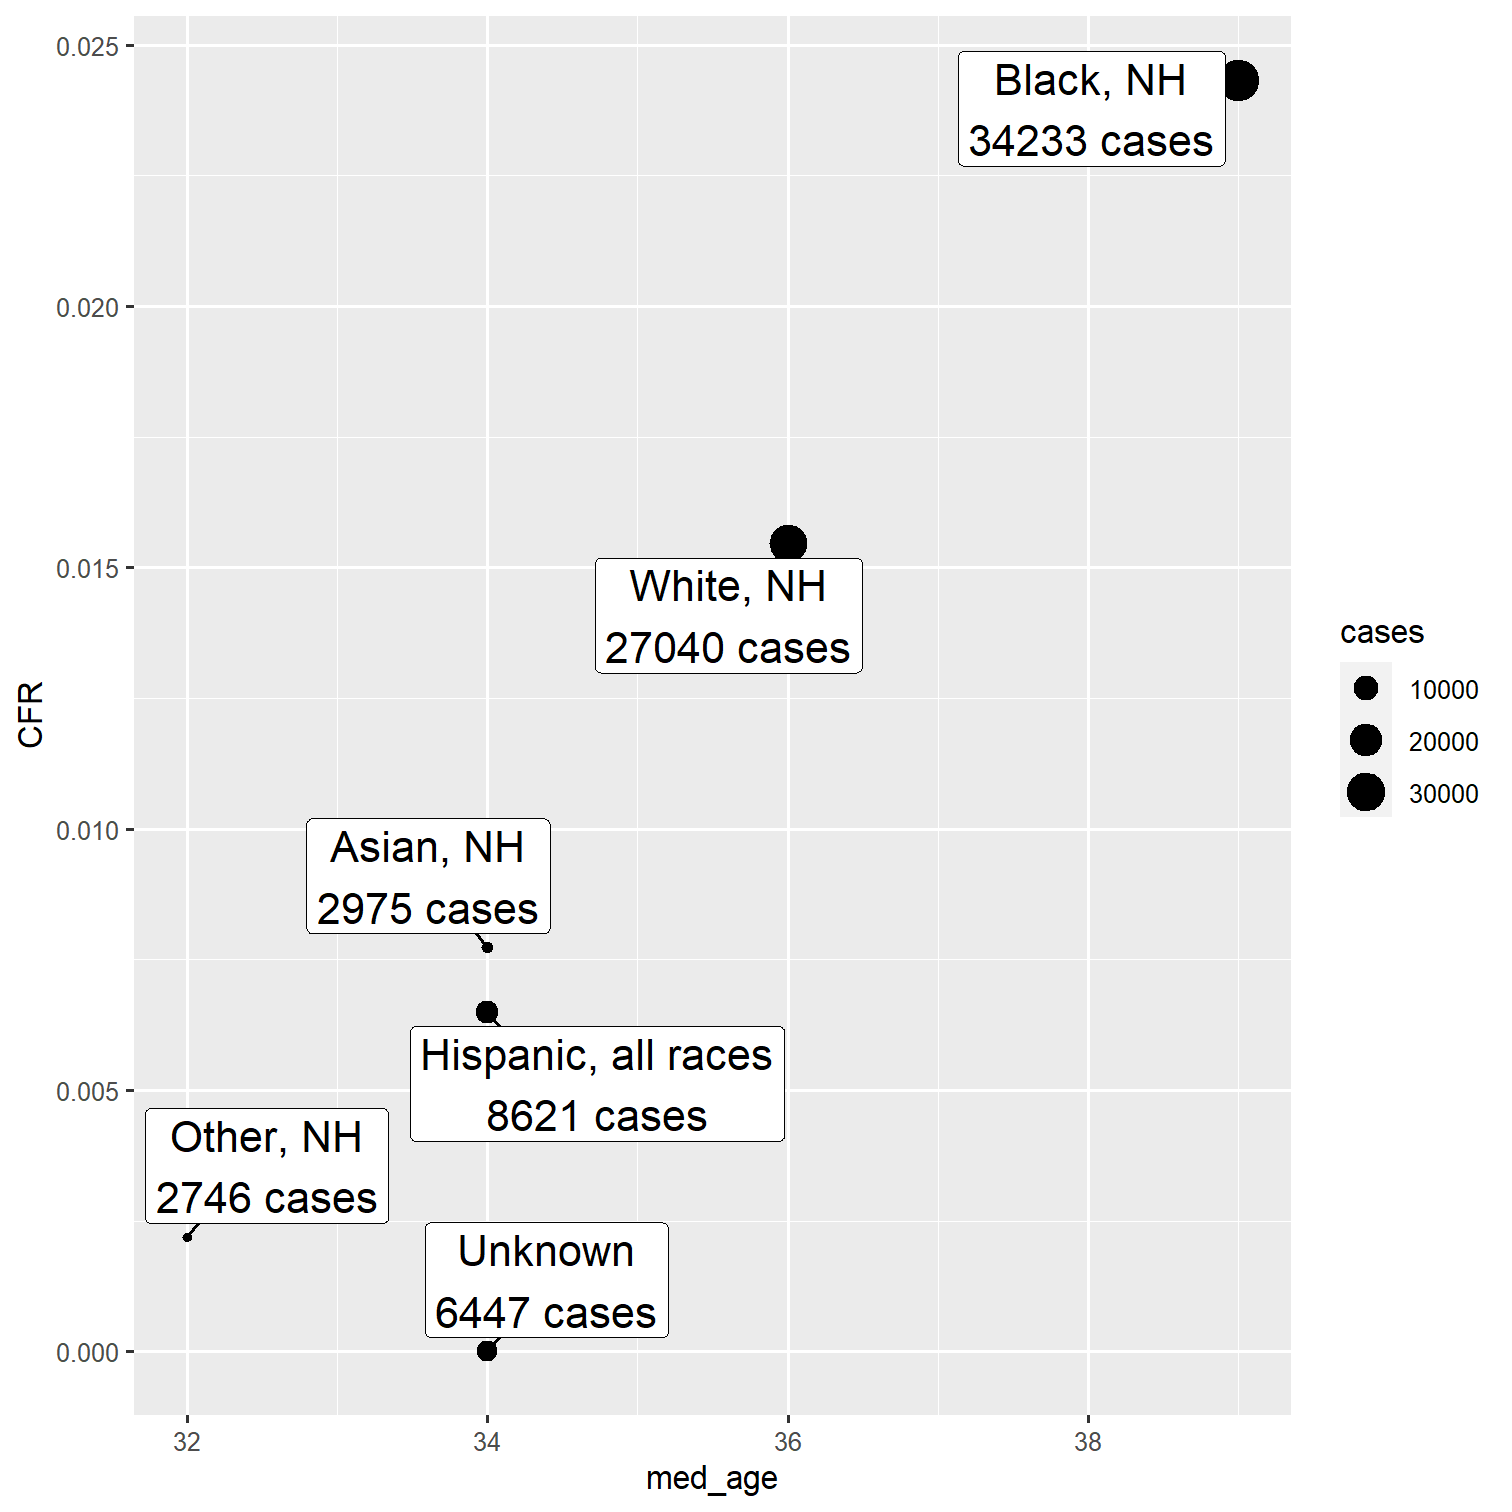 0.025
0.020
0.015
0.010
0.005
0.000
CFR
Black, NH
34233 cases
White, NH
27040 cases
Asian, NH
2975 cases
Hispanic, all races
8621 cases
Other, NH
2746 cases
Unknown
6447 cases
32
34
36
38
med_age
cases
10000
20000
30000